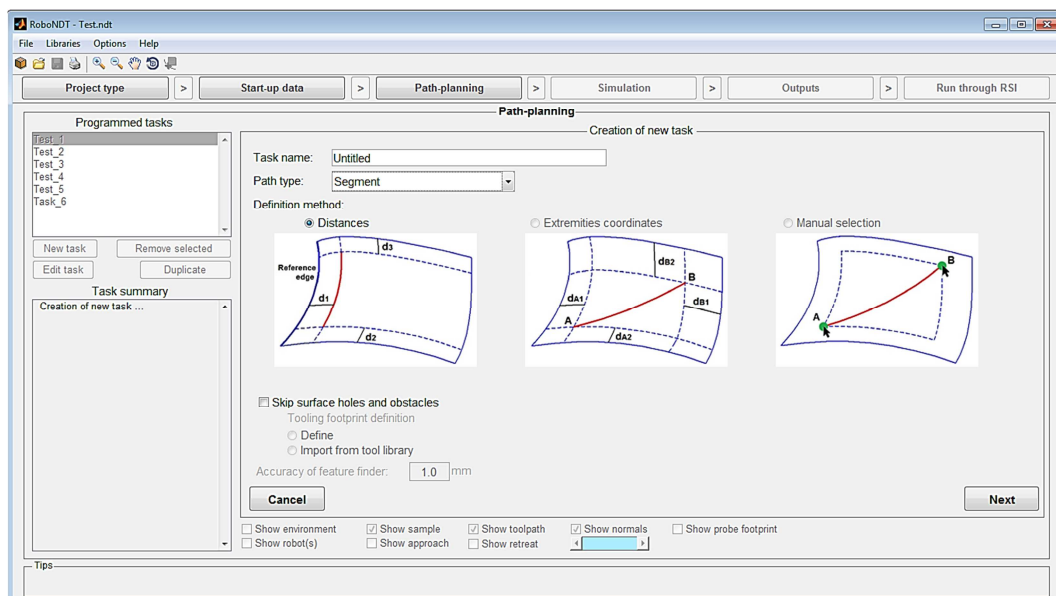 RoboNDT - Test.ndt
File Libraries Options Help
Project type > Start-up data > Path-planning > Simulation > Outputs > Run through RSI
Path-planning
Programmed tasks
Test_1
Test_2
Test_3
Test_4
Test_5
Task_6
New task Remove selected
Edit task Duplicate
Task summary
Creation of new task ...
Creation of new task
Task name: Untitled
Path type: Segment
Definition method:
Distances Extremities coordinates Manual selection
Reference edge d1 d2 d3
A B dA1 dA2 dB1 dB2
A B
Skip surface holes and obstacles
Tooling footprint definition
Define
Import from tool library
Accuracy of feature finder: 1.0 mm
Cancel Next
Show environment Show sample Show toolpath Show normals Show probe footprint
Show robot(s) Show approach Show retreat
Tips